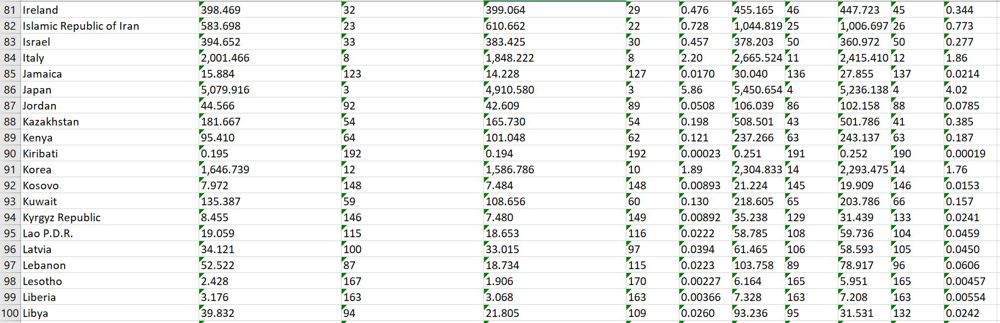 81 Ireland 398.469 32 399.064 29 0.476 455.165 46 447.723 45 0.344
82 Islamic Republic of Iran 583.698 23 610.662 22 0.728 1,044.819 25 1,006.697 26 0.773
83 Israel 394.652 33 383.425 30 0.457 378.203 50 360.972 50 0.277
84 Italy 2,001.466 8 1,848.222 8 2.20 2,665.524 11 2,415.410 12 1.86
85 Jamaica 15.884 123 14.228 127 0.0170 30.040 136 27.855 137 0.0214
86 Japan 5,079.916 3 4,910.580 3 5.86 5,450.654 4 5,236.138 4 4.02
87 Jordan 44.566 92 42.609 89 0.0508 106.039 86 102.158 88 0.0785
88 Kazakhstan 181.667 54 165.730 54 0.198 508.501 43 501.786 41 0.385
89 Kenya 95.410 64 101.048 62 0.121 237.266 63 243.137 63 0.187
90 Kiribati 0.195 192 0.194 192 0.00023 0.251 191 0.252 190 0.00019
91 Korea 1,646.739 12 1,586.786 10 1.89 2,304.833 14 2,293.475 14 1.76
92 Kosovo 7.972 148 7.484 148 0.00893 21.224 145 19.909 146 0.0153
93 Kuwait 135.387 59 108.656 60 0.130 218.605 65 203.786 66 0.157
94 Kyrgyz Republic 8.455 146 7.480 149 0.00892 35.238 129 31.439 133 0.0241
95 Lao P.D.R. 19.059 115 18.653 116 0.0222 58.785 108 59.736 104 0.0459
96 Latvia 34.121 100 33.015 97 0.0394 61.465 106 58.593 105 0.0450
97 Lebanon 52.522 87 18.734 115 0.0223 103.758 89 78.917 96 0.0606
98 Lesotho 2.428 167 1.906 170 0.00227 6.164 165 5.951 165 0.00457
99 Liberia 3.176 163 3.068 163 0.00366 7.328 163 7.208 163 0.00554
100 Libya 39.832 94 21.805 109 0.0260 93.236 95 31.531 132 0.0242